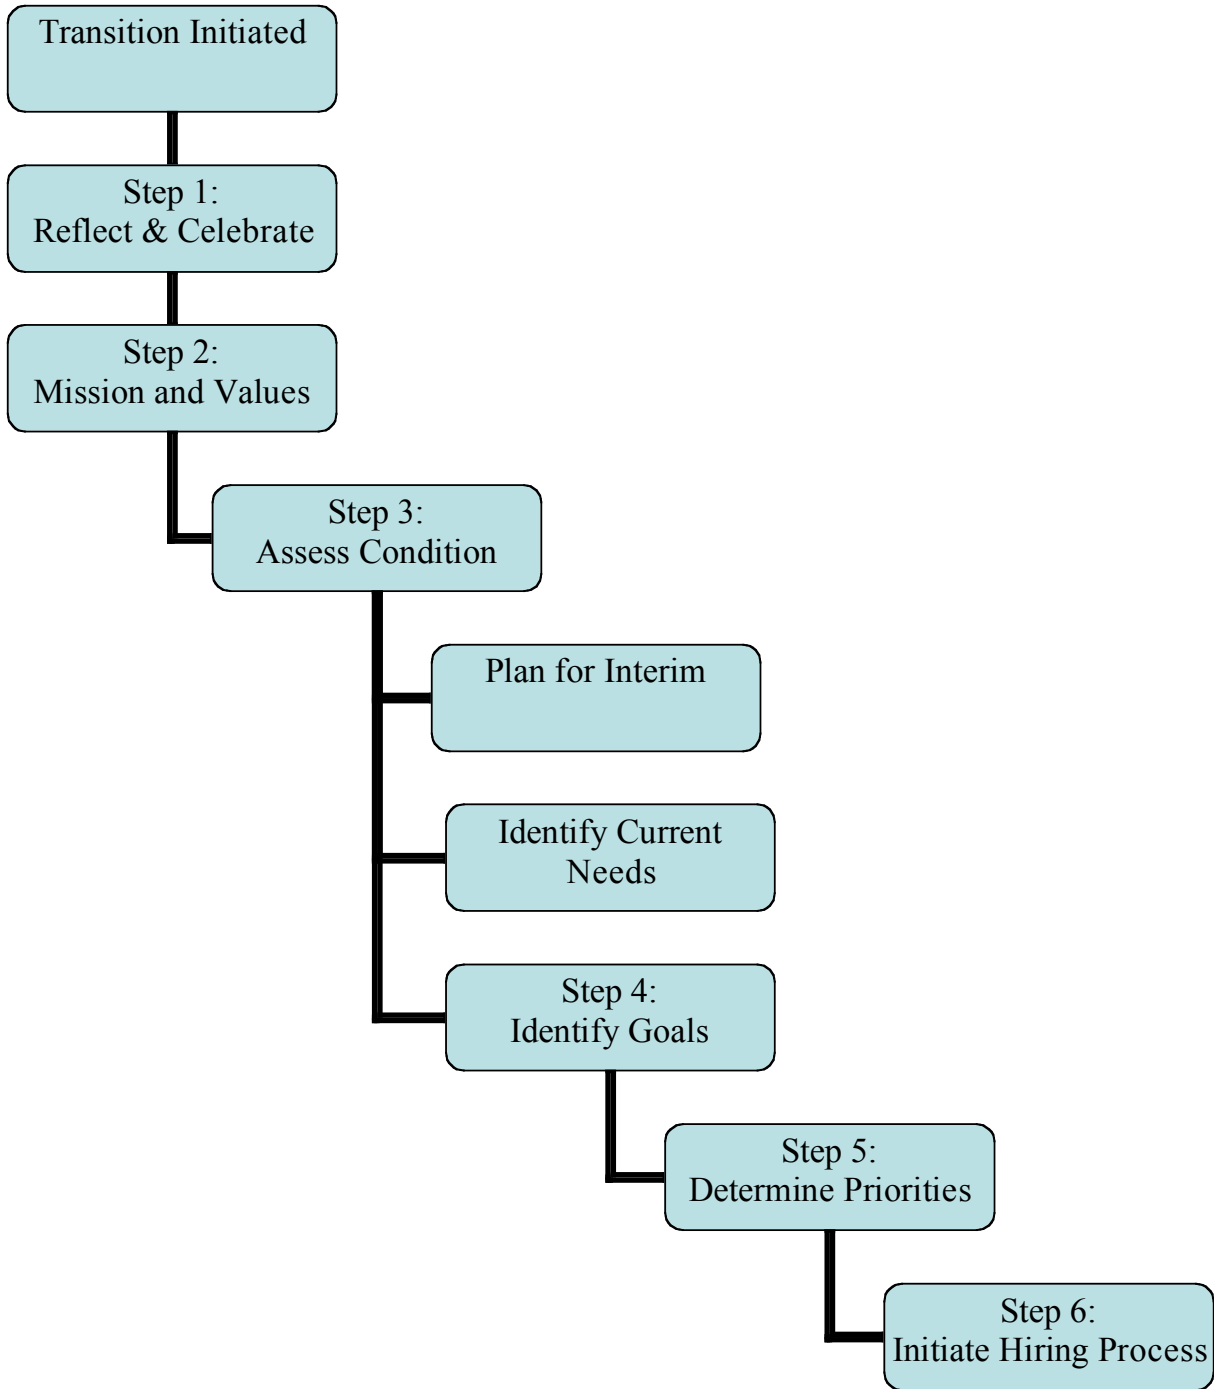 Transition Initiated
Step 1:
Reflect & Celebrate
Step 2:
Mission and Values
Step 3:
Assess Condition
Plan for Interim
Identify Current
Needs
Step 4:
Identify Goals
Step 5:
Determine Priorities
Step 6:
Initiate Hiring Process